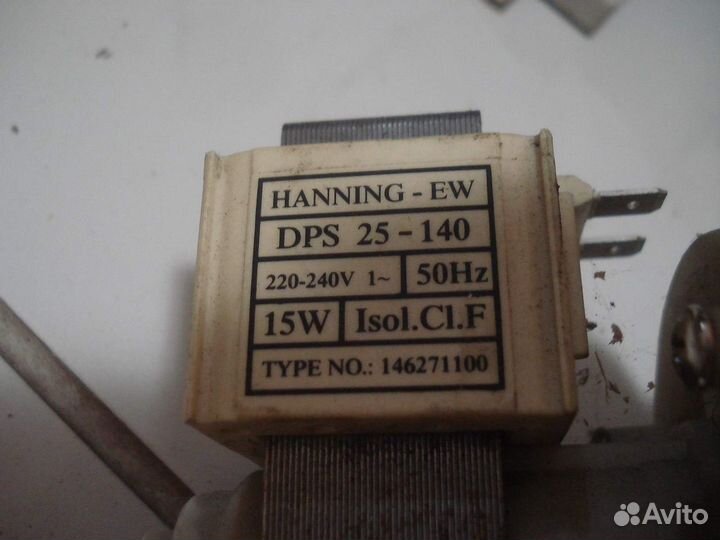 HANNING - EW
DPS 25 - 140
220-240V 1~ 50Hz
15W Isol.Cl.F
TYPE NO.: 146271100
Avito